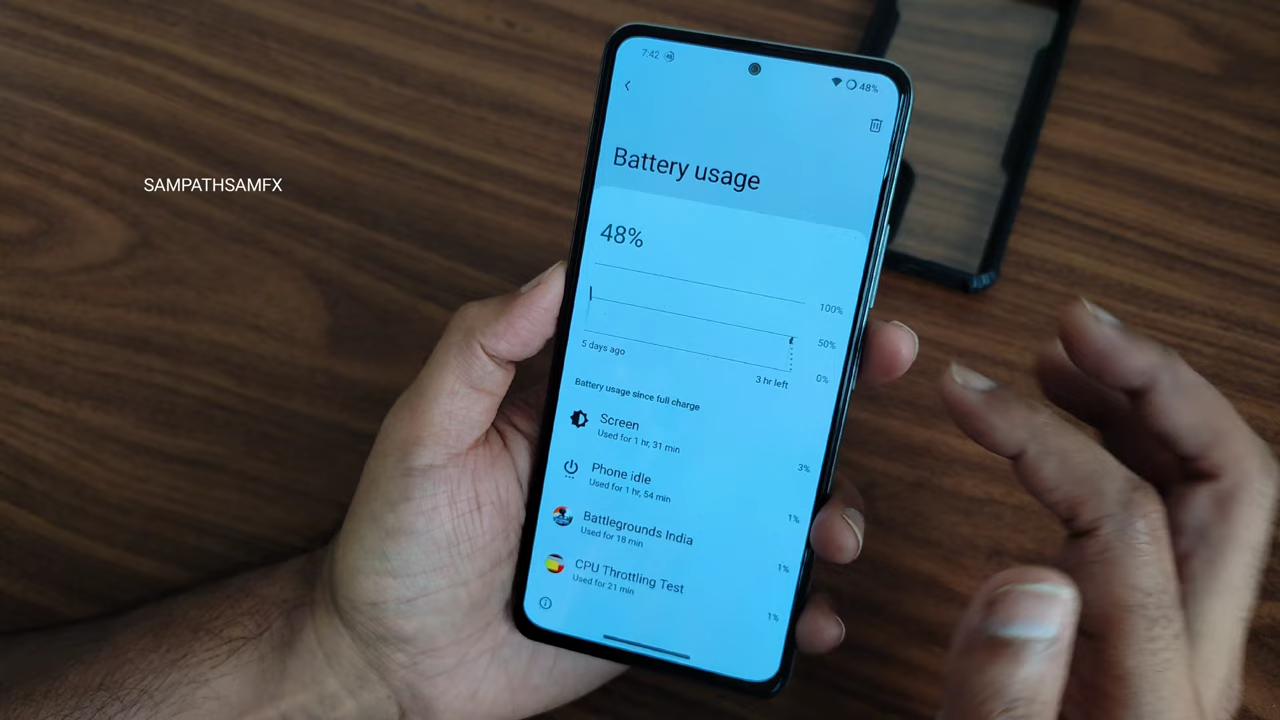 7:42
48%
SAMPATHSAMFX
Battery usage
48%
100%
50%
0%
5 days ago
3 hr left
Battery usage since full charge
Screen
Used for 1 hr, 31 min
3%
Phone idle
Used for 1 hr, 54 min
1%
Battlegrounds India
Used for 18 min
1%
CPU Throttling Test
Used for 21 min
1%